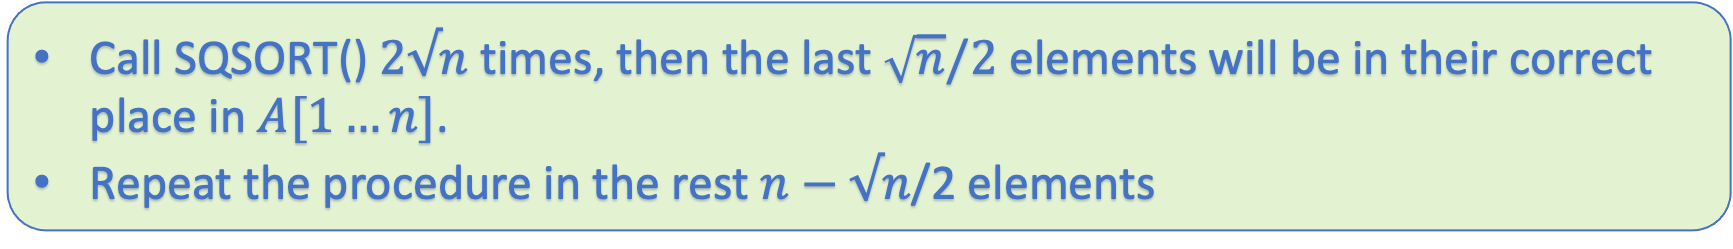 • Call SQSORT() 2√n times, then the last √n/2 elements will be in their correct
place in A[1 … n].
• Repeat the procedure in the rest n − √n/2 elements